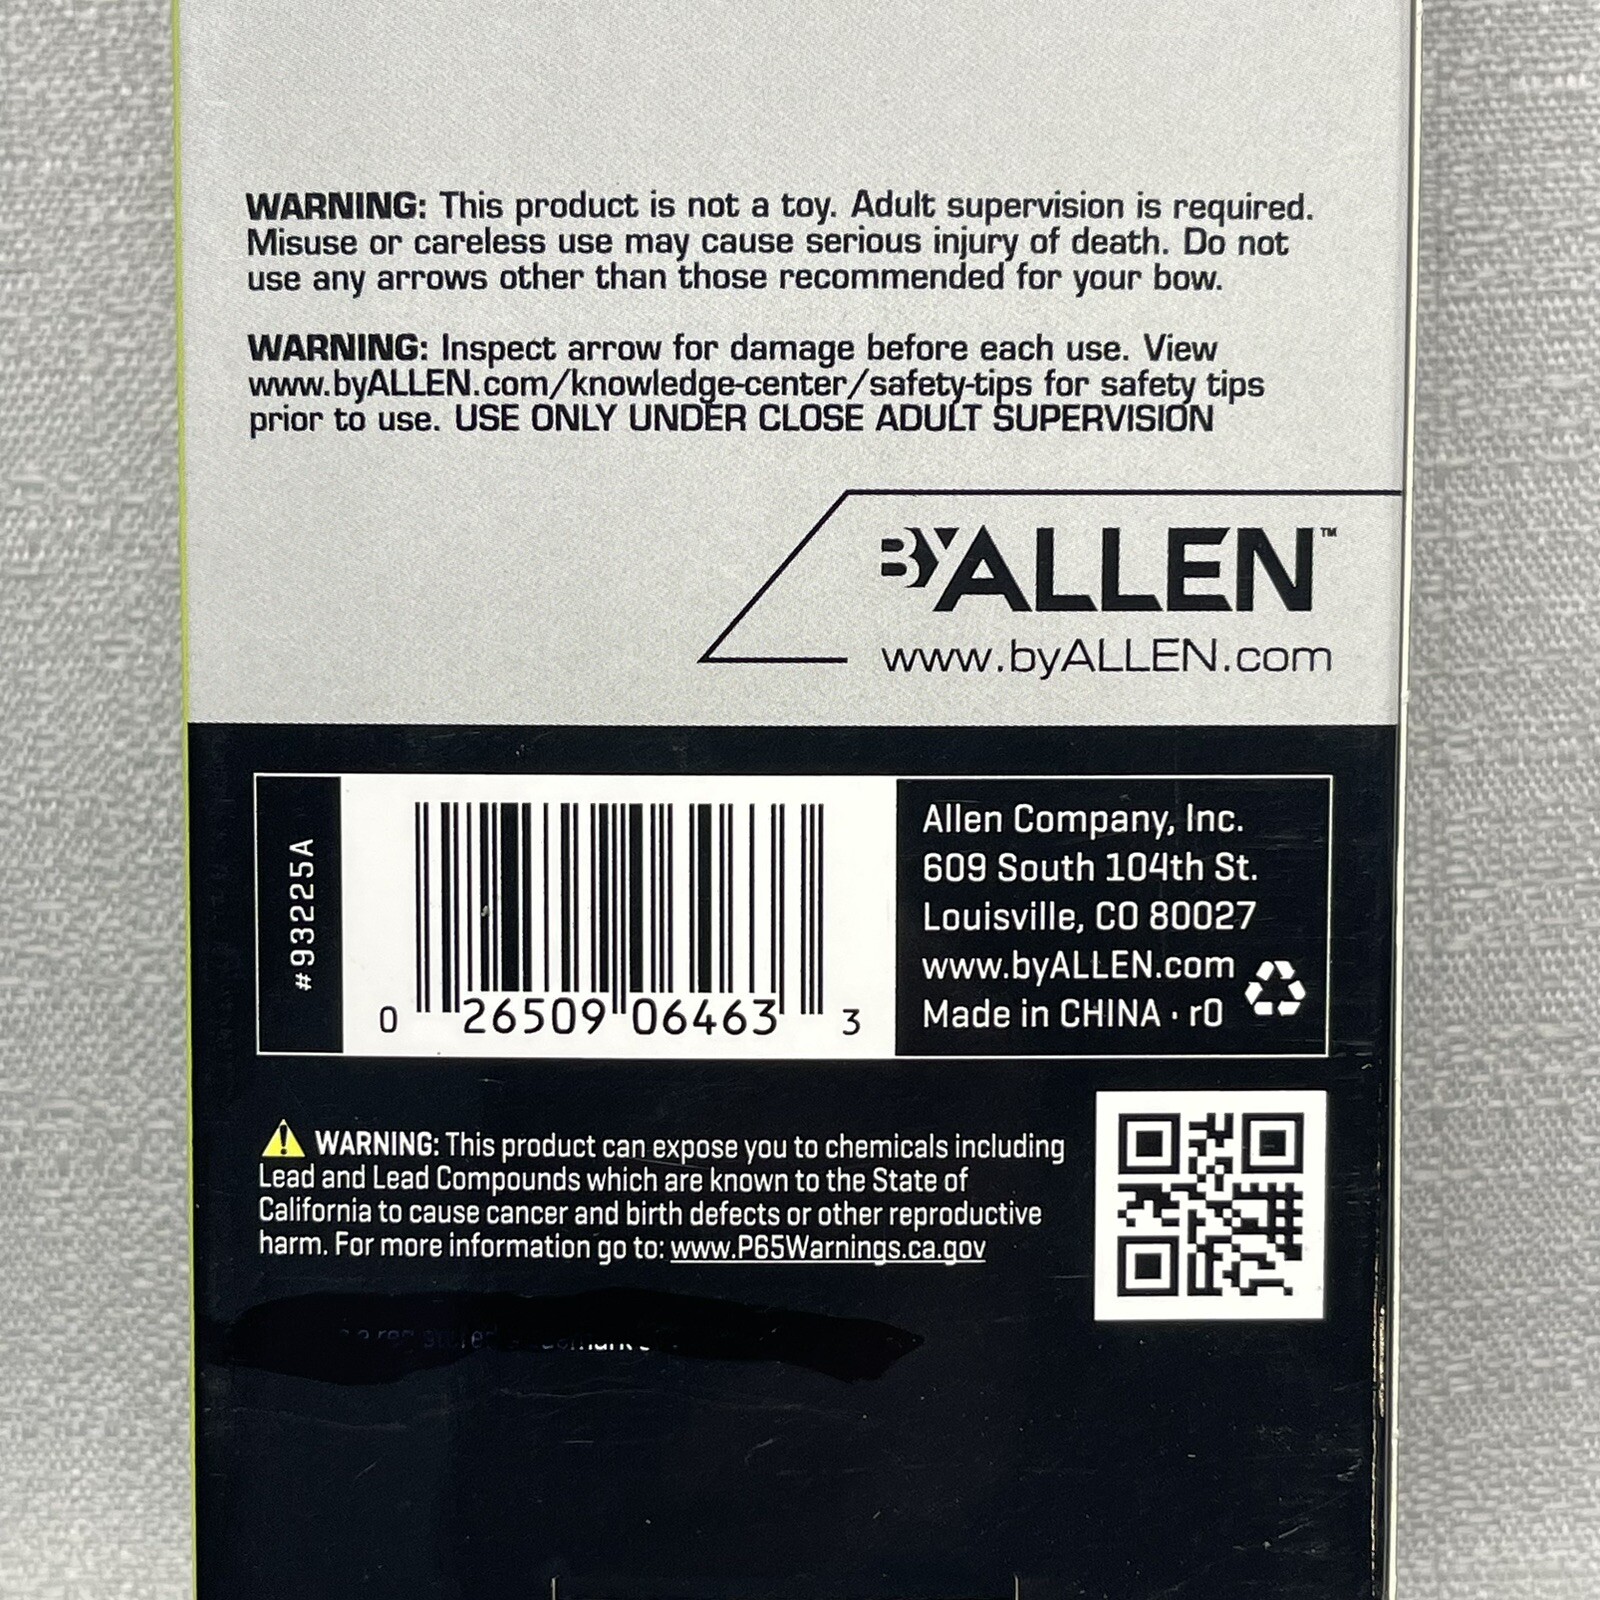 WARNING: This product is not a toy. Adult supervision is required.
Misuse or careless use may cause serious injury of death. Do not
use any arrows other than those recommended for your bow.
WARNING: Inspect arrow for damage before each use. View
www.byALLEN.com/knowledge-center/safety-tips for safety tips
prior to use. USE ONLY UNDER CLOSE ADULT SUPERVISION
BY ALLEN™
www.byALLEN.com
#93225A
0 26509 06463 3
Allen Company, Inc.
609 South 104th St.
Louisville, CO 80027
www.byALLEN.com
Made in CHINA · r0
WARNING: This product can expose you to chemicals including
Lead and Lead Compounds which are known to the State of
California to cause cancer and birth defects or other reproductive
harm. For more information go to: www.P65Warnings.ca.gov